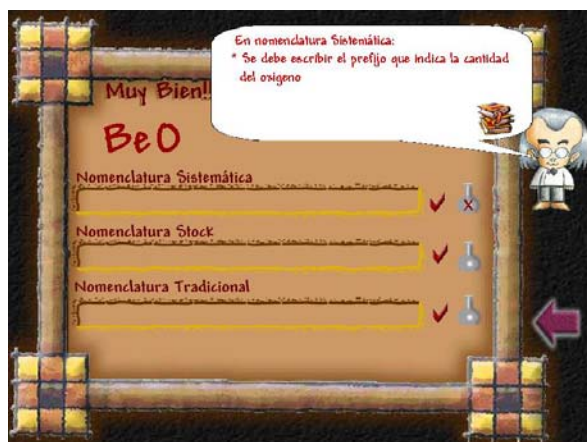 En nomenclatura Sistemática:
* Se debe escribir el prefijo que indica la cantidad
del oxigeno
Muy Bien!!
BeO
Nomenclatura Sistemática
Nomenclatura Stock
Nomenclatura Tradicional